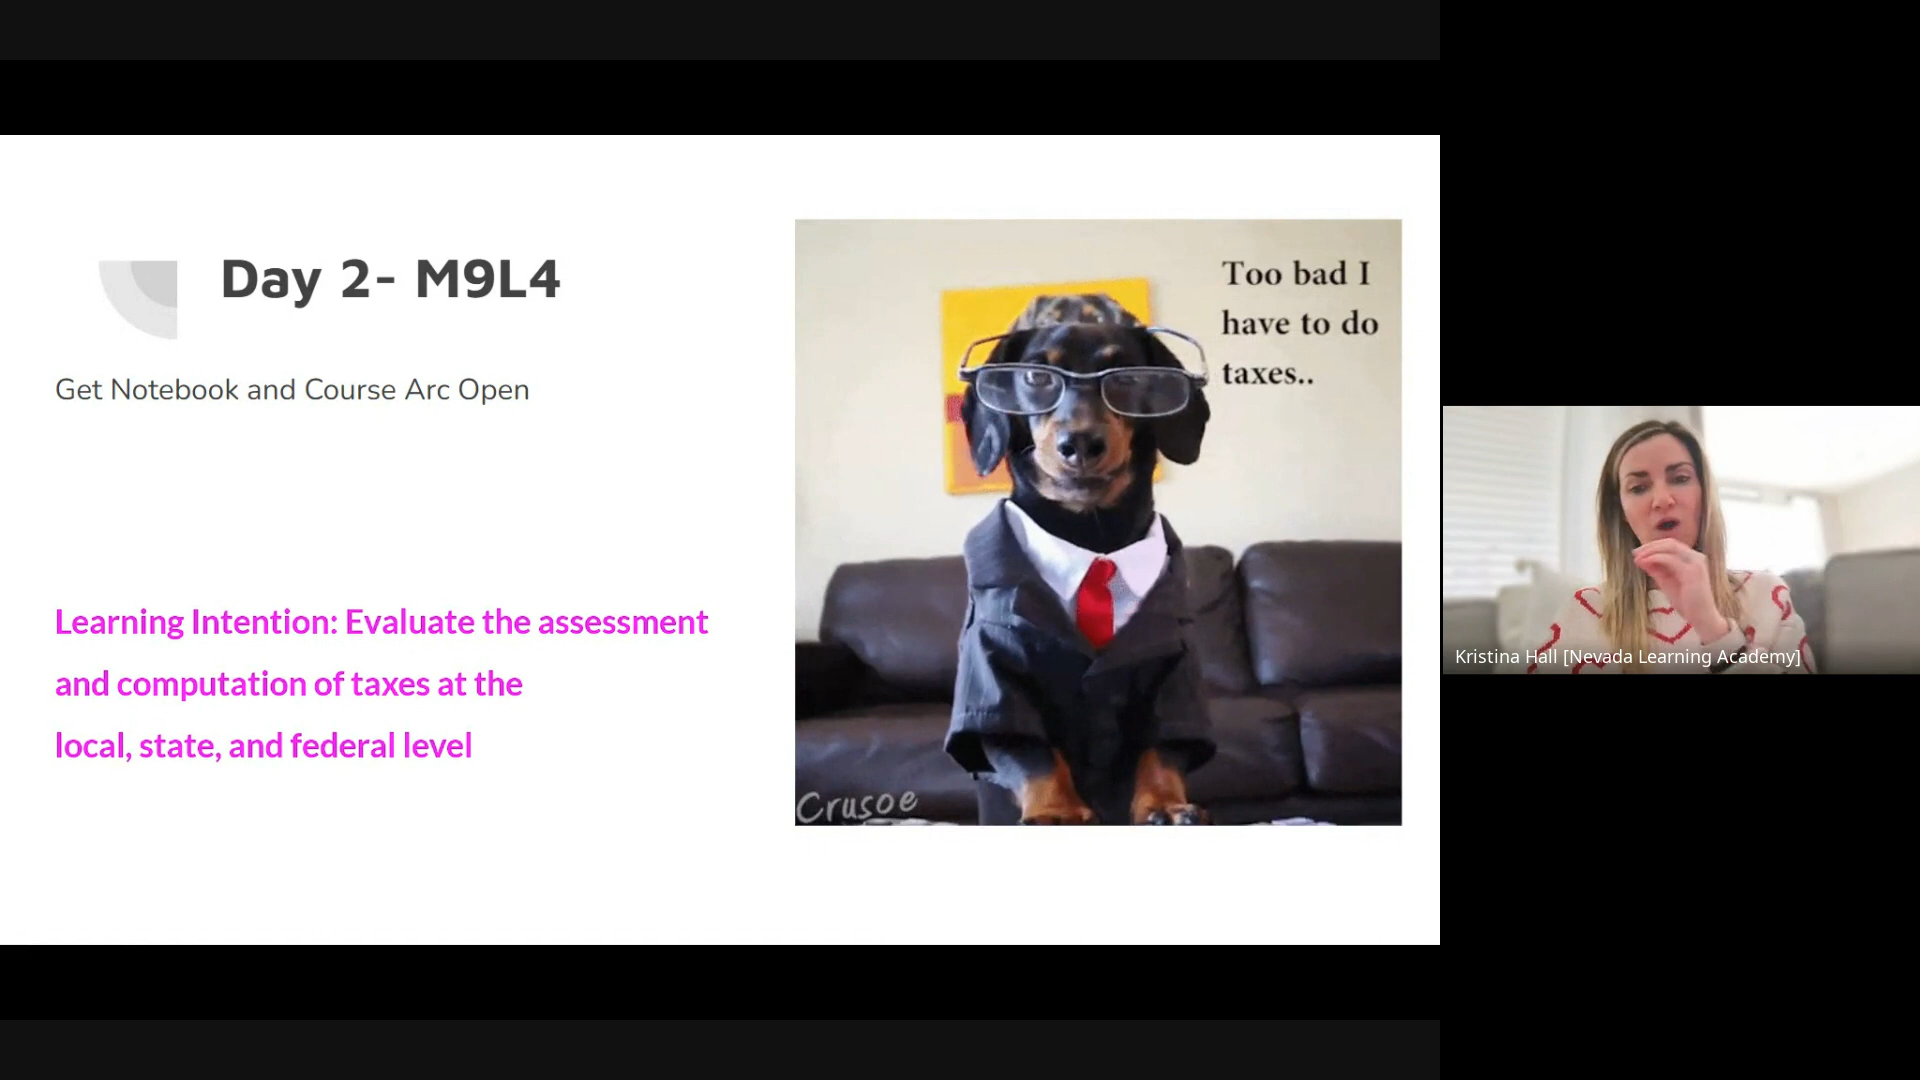 Day 2- M9L4
Get Notebook and Course Arc Open
Learning Intention: Evaluate the assessment
and computation of taxes at the
local, state, and federal level
Too bad I
have to do
taxes..
Crusoe
Kristina Hall [Nevada Learning Academy]